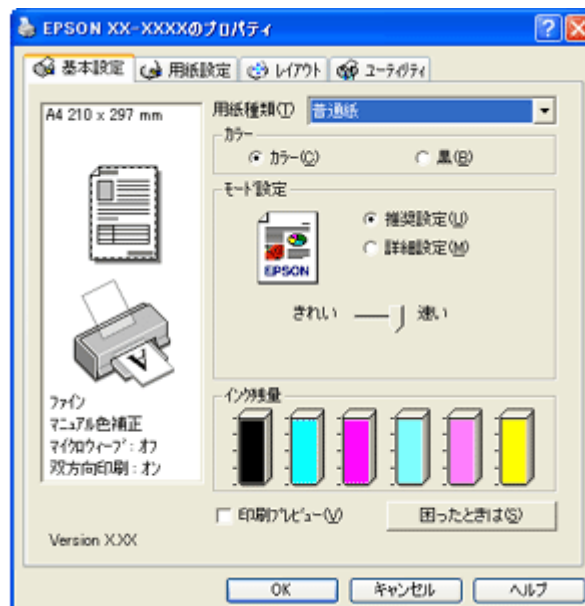 EPSON XX-XXXXのプロパティ
基本設定 用紙設定 レイアウト ユーティリティ
A4 210 x 297 mm
用紙種類(T) 普通紙
カラー
カラー(C) 黒(B)
モード設定
推奨設定(U)
詳細設定(M)
EPSON
きれい 速い
A
ファイン
マニュアル色補正
マイクロウィーブ：オフ
双方向印刷：オン
インク残量
印刷プレビュー(V) 困ったときは(S)
Version X.XX
OK キャンセル ヘルプ